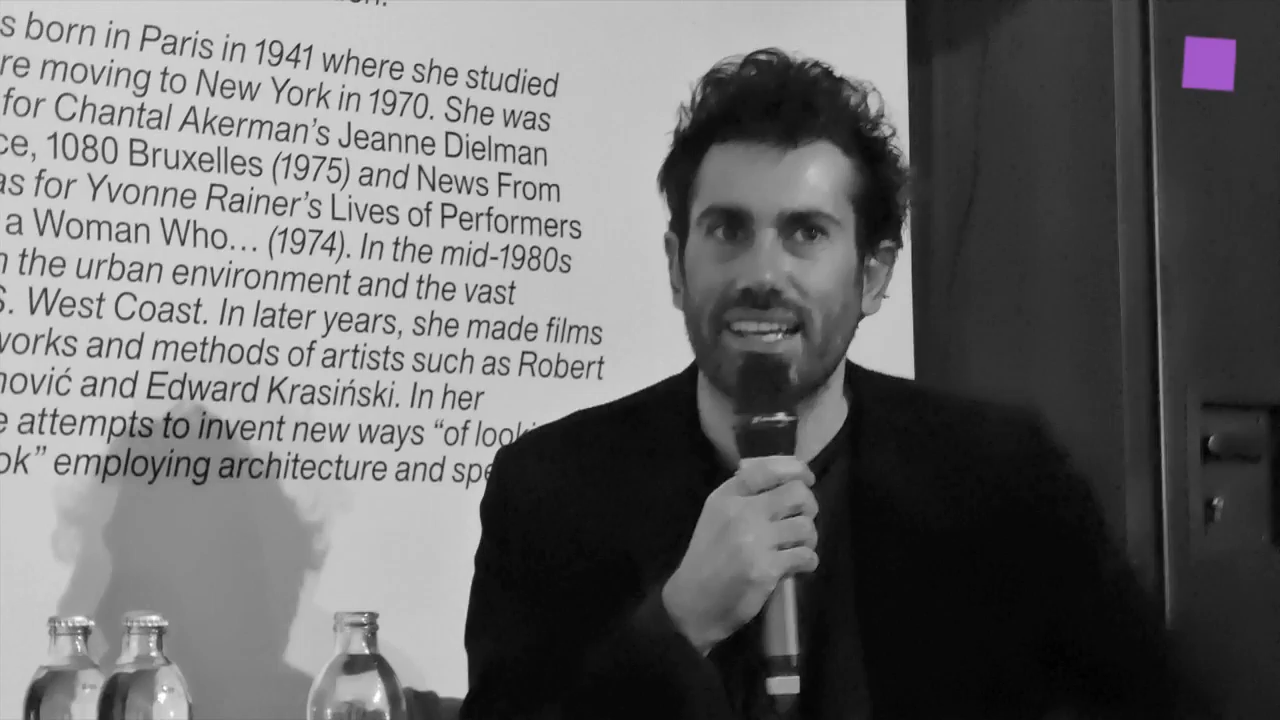 s born in Paris in 1941 where she studied
re moving to New York in 1970. She was
for Chantal Akerman's Jeanne Dielman
ce, 1080 Bruxelles (1975) and News From
as for Yvonne Rainer's Lives of Performers
a Woman Who... (1974). In the mid-1980s
n the urban environment and the vast
S. West Coast. In later years, she made films
works and methods of artists such as Robert
nović and Edward Krasiński. In her
e attempts to invent new ways “of look
ok” employing architecture and spe